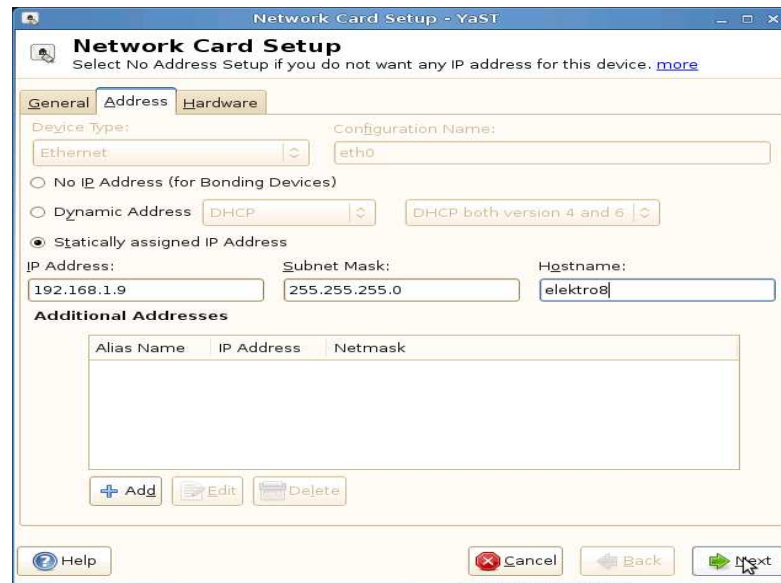 Network Card Setup - YaST
Network Card Setup
Select No Address Setup if you do not want any IP address for this device. more
General Address Hardware
Device Type: Configuration Name:
Ethernet eth0
No IP Address (for Bonding Devices)
Dynamic Address DHCP DHCP both version 4 and 6
Statically assigned IP Address
IP Address: Subnet Mask: Hostname:
192.168.1.9 255.255.255.0 elektro8
Additional Addresses
Alias Name IP Address Netmask
Add Edit Delete
Help Cancel Back Next